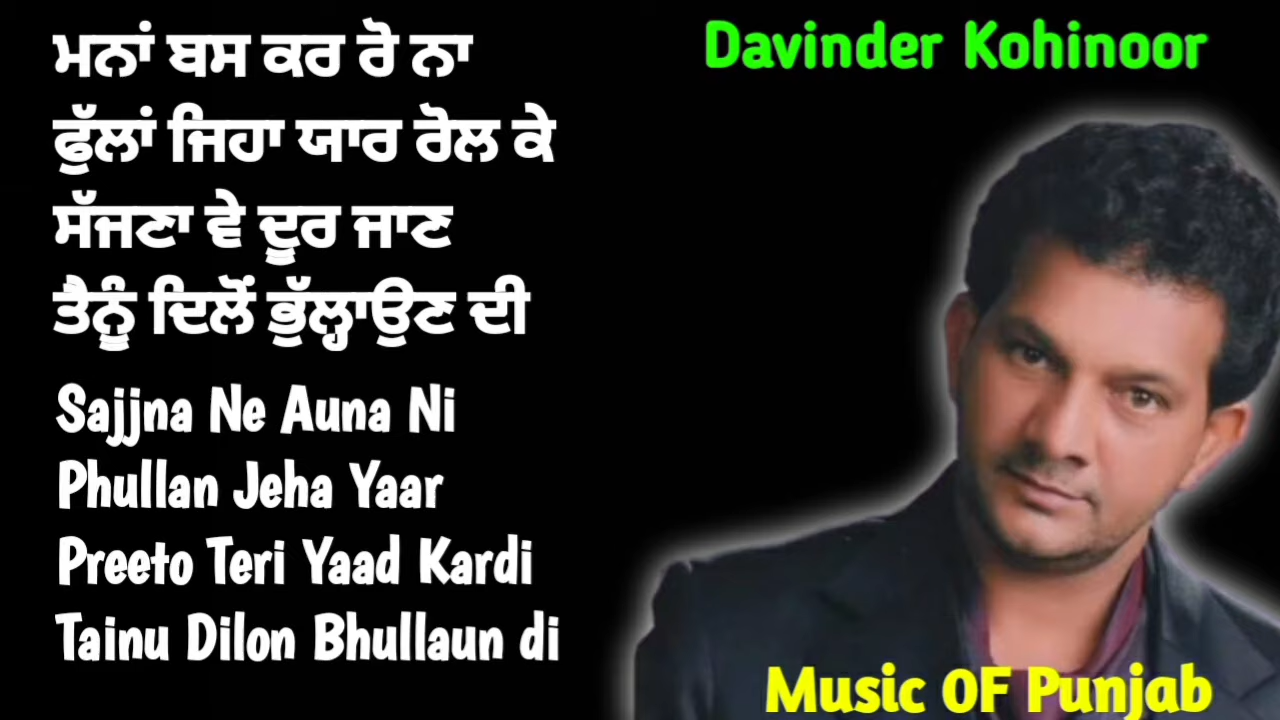 ਮਨਾਂ ਬਸ ਕਰ ਰੋ ਨਾ
ਫੁੱਲਾਂ ਜਿਹਾ ਯਾਰ ਰੋਲ ਕੇ
ਸੱਜਣਾ ਵੇ ਦੂਰ ਜਾਣ
ਤੈਨੂੰ ਦਿਲੋਂ ਭੁੱਲ੍ਹਾਉਣ ਦੀ
Sajjna Ne Auna Ni
Phullan Jeha Yaar
Preeto Teri Yaad Kardi
Tainu Dilon Bhullaun di
Davinder Kohinoor
Music OF Punjab